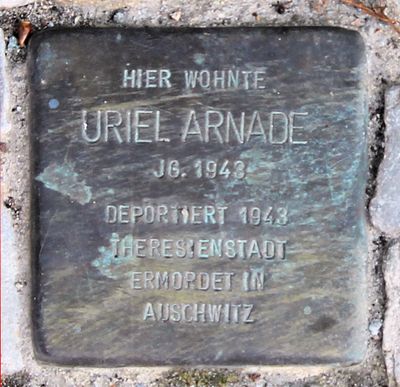 HIER WOHNTE
URIEL ARNADE
JG. 1943
DEPORTIERT 1943
THERESIENSTADT
ERMORDET IN
AUSCHWITZ